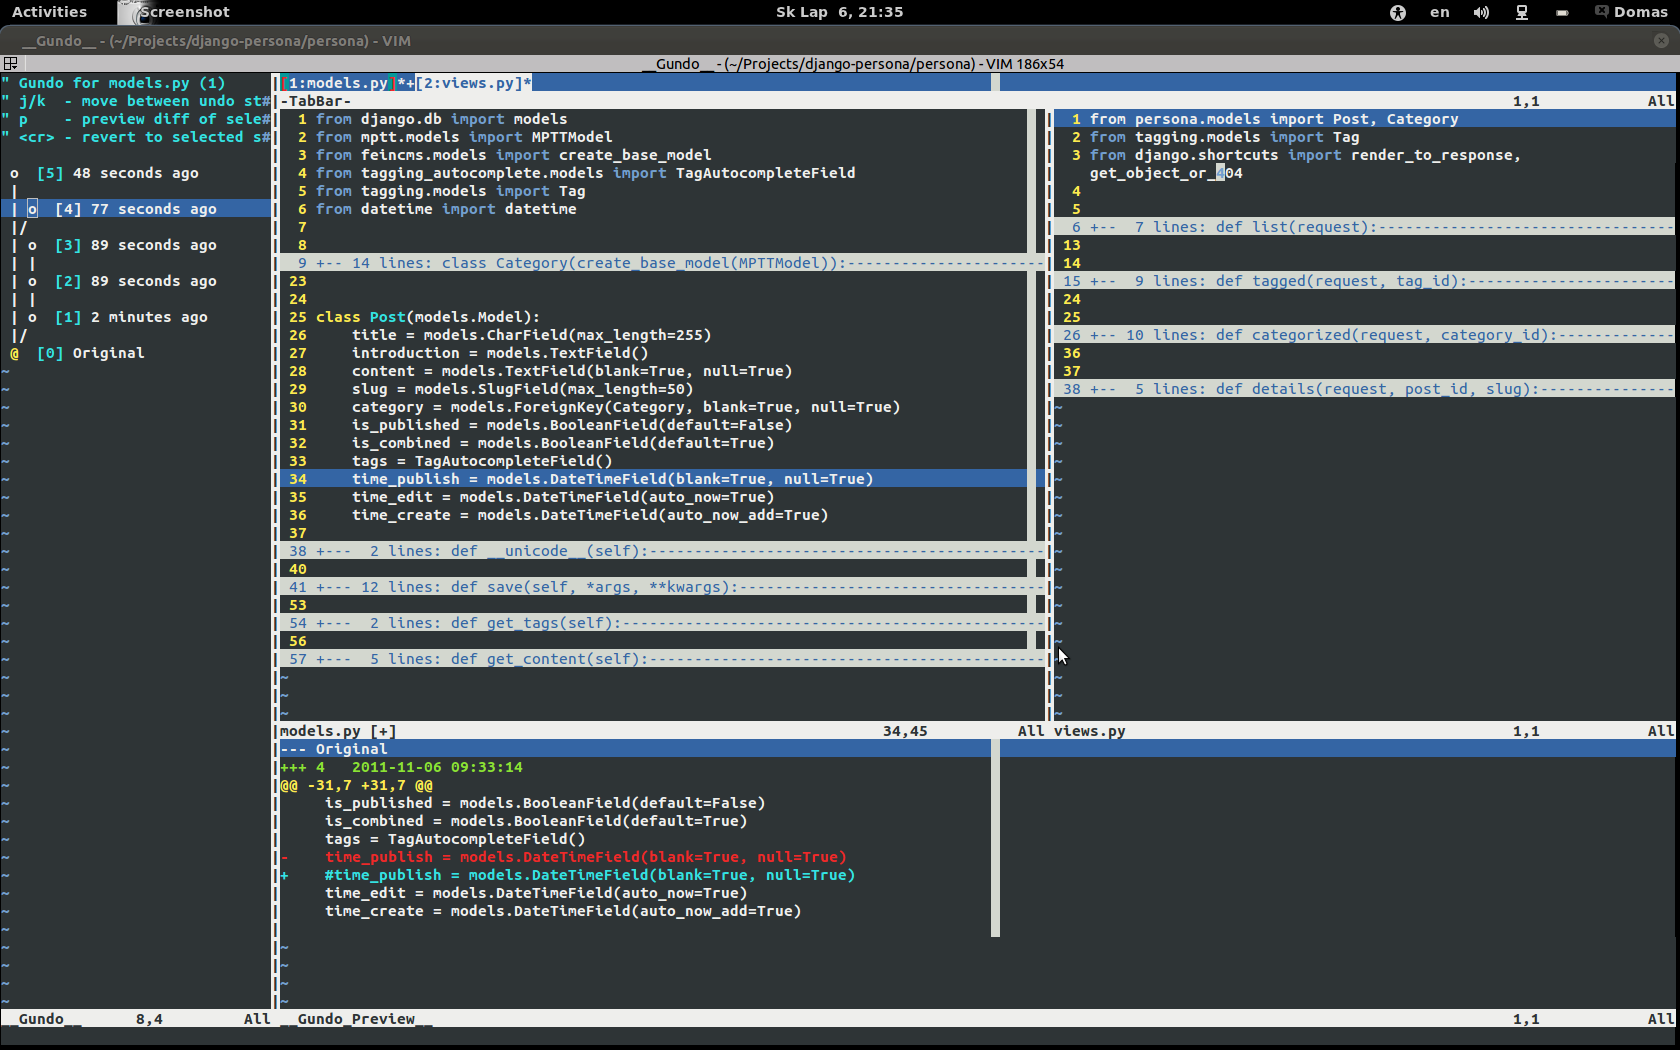 Activities Screenshot Sk Lap 6, 21:35 en Domas
__Gundo__ - (~/Projects/django-persona/persona) - VIM
__Gundo__ - (~/Projects/django-persona/persona) - VIM 186x54
" Gundo for models.py (1)
" j/k  - move between undo st#
" p    - preview diff of sele#
" <cr> - revert to selected s#
o  [5] 48 seconds ago
|
| o  [4] 77 seconds ago
|/
| o  [3] 89 seconds ago
| |
| o  [2] 89 seconds ago
| |
| o  [1] 2 minutes ago
|/
@  [0] Original
[1:models.py]*+[2:views.py]*
-TabBar- 1,1 All
1 from django.db import models
2 from mptt.models import MPTTModel
3 from feincms.models import create_base_model
4 from tagging_autocomplete.models import TagAutocompleteField
5 from tagging.models import Tag
6 from datetime import datetime
7
8
9 +-- 14 lines: class Category(create_base_model(MPTTModel)):----------------------
23
24
25 class Post(models.Model):
26     title = models.CharField(max_length=255)
27     introduction = models.TextField()
28     content = models.TextField(blank=True, null=True)
29     slug = models.SlugField(max_length=50)
30     category = models.ForeignKey(Category, blank=True, null=True)
31     is_published = models.BooleanField(default=False)
32     is_combined = models.BooleanField(default=True)
33     tags = TagAutocompleteField()
34     time_publish = models.DateTimeField(blank=True, null=True)
35     time_edit = models.DateTimeField(auto_now=True)
36     time_create = models.DateTimeField(auto_now_add=True)
37
38 +---  2 lines: def __unicode__(self):--------------------------------------------
40
41 +--- 12 lines: def save(self, *args, **kwargs):----------------------------------
53
54 +---  2 lines: def get_tags(self):-----------------------------------------------
56
57 +---  5 lines: def get_content(self):--------------------------------------------
~
~
~
models.py [+] 34,45 All
1 from persona.models import Post, Category
2 from tagging.models import Tag
3 from django.shortcuts import render_to_response,
get_object_or_404
4
5
6 +--  7 lines: def list(request):---------------------------------
13
14
15 +--  9 lines: def tagged(request, tag_id):-----------------------
24
25
26 +-- 10 lines: def categorized(request, category_id):-------------
36
37
38 +--  5 lines: def details(request, post_id, slug):---------------
views.py 1,1 All
--- Original
+++ 4   2011-11-06 09:33:14
@@ -31,7 +31,7 @@
     is_published = models.BooleanField(default=False)
     is_combined = models.BooleanField(default=True)
     tags = TagAutocompleteField()
-    time_publish = models.DateTimeField(blank=True, null=True)
+    #time_publish = models.DateTimeField(blank=True, null=True)
     time_edit = models.DateTimeField(auto_now=True)
     time_create = models.DateTimeField(auto_now_add=True)
~
~
~
~
__Gundo__ 8,4 All __Gundo_Preview__ 1,1 All